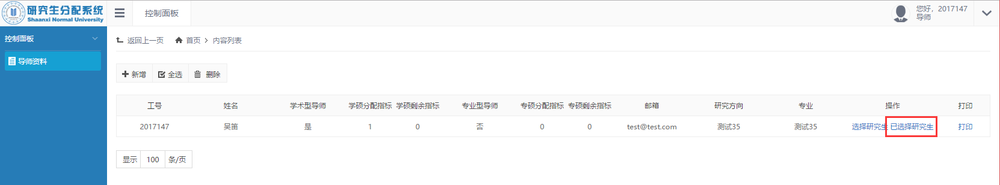 研究生分配系统
Shaanxi Normal University
控制面板
您好，2017147
导师
控制面板
导师资料
返回上一页 首页 内容列表
新增 全选 删除
工号 姓名 学术型导师 学硕分配指标 学硕剩余指标 专业型导师 专硕分配指标 专硕剩余指标 邮箱 研究方向 专业 操作 打印
2017147 吴笛 是 1 0 否 0 0 test@test.com 测试35 测试35 选择研究生 已选择研究生 打印
显示 100 条/页